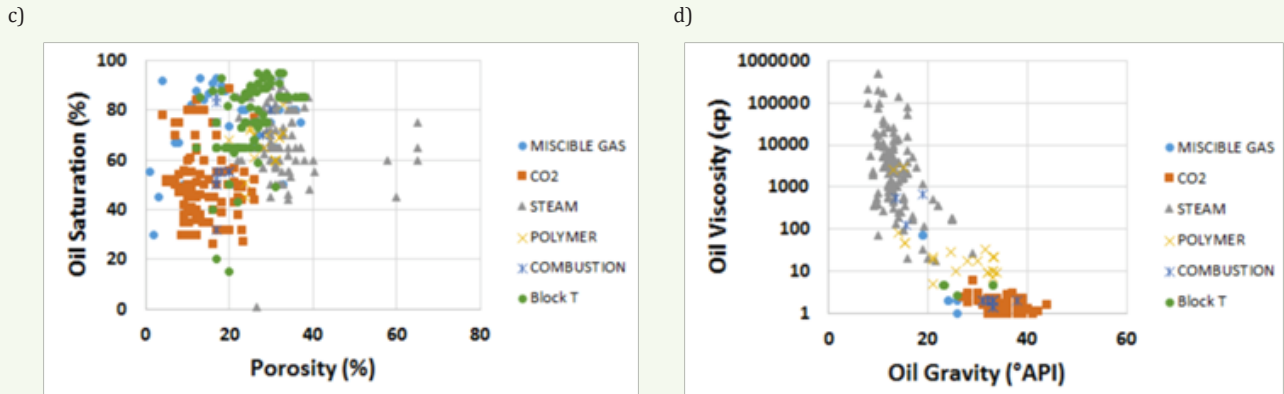 c)
d)
100
80
60
40
20
0
0 20 40 60 80
Oil Saturation (%)
Porosity (%)
MISCIBLE GAS
CO2
STEAM
POLYMER
COMBUSTION
Block T
1000000
100000
10000
1000
100
10
1
0 20 40 60
Oil Viscosity (cp)
Oil Gravity (°API)
MISCIBLE GAS
CO2
STEAM
POLYMER
COMBUSTION
Block T